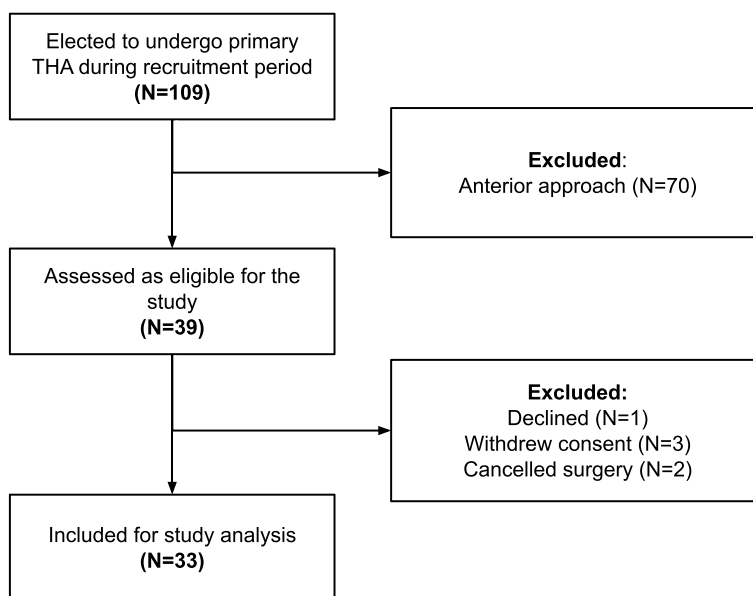 Elected to undergo primary
THA during recruitment period
(N=109)
Excluded:
Anterior approach (N=70)
Assessed as eligible for the
study
(N=39)
Excluded:
Declined (N=1)
Withdrew consent (N=3)
Cancelled surgery (N=2)
Included for study analysis
(N=33)